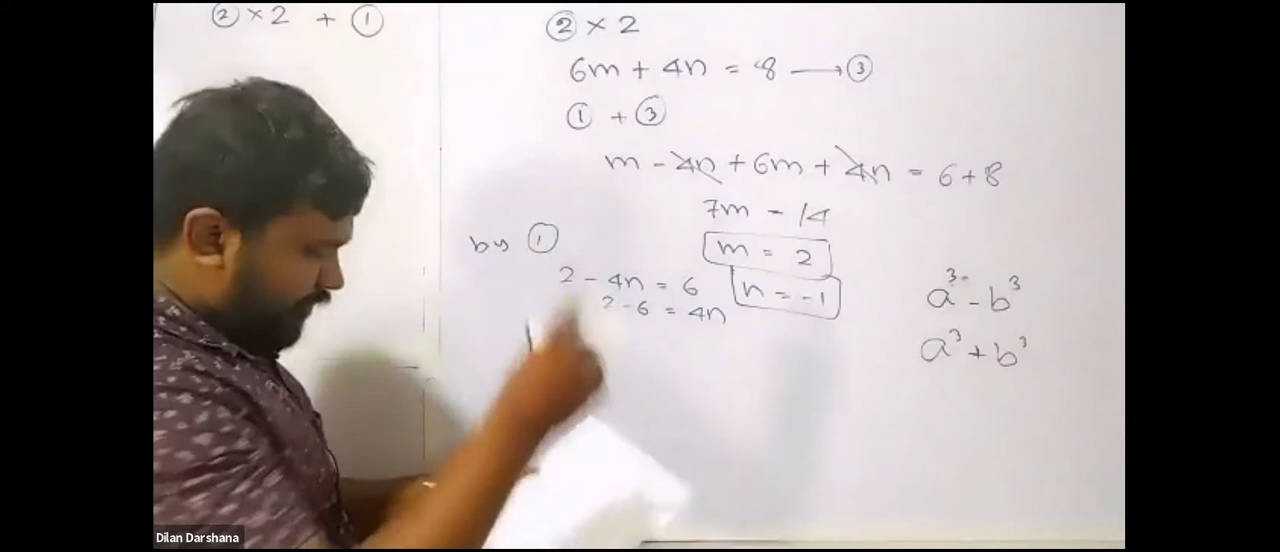 ② × 2 + ①
② × 2
6m + 4n = 8 → ③
① + ③
m - 4n + 6m + 4n = 6 + 8
7m = 14
m = 2
by ①
2 - 4n = 6
n = -1
2 - 6 = 4n
a³ - b³
a³ + b³
Dilan Darshana